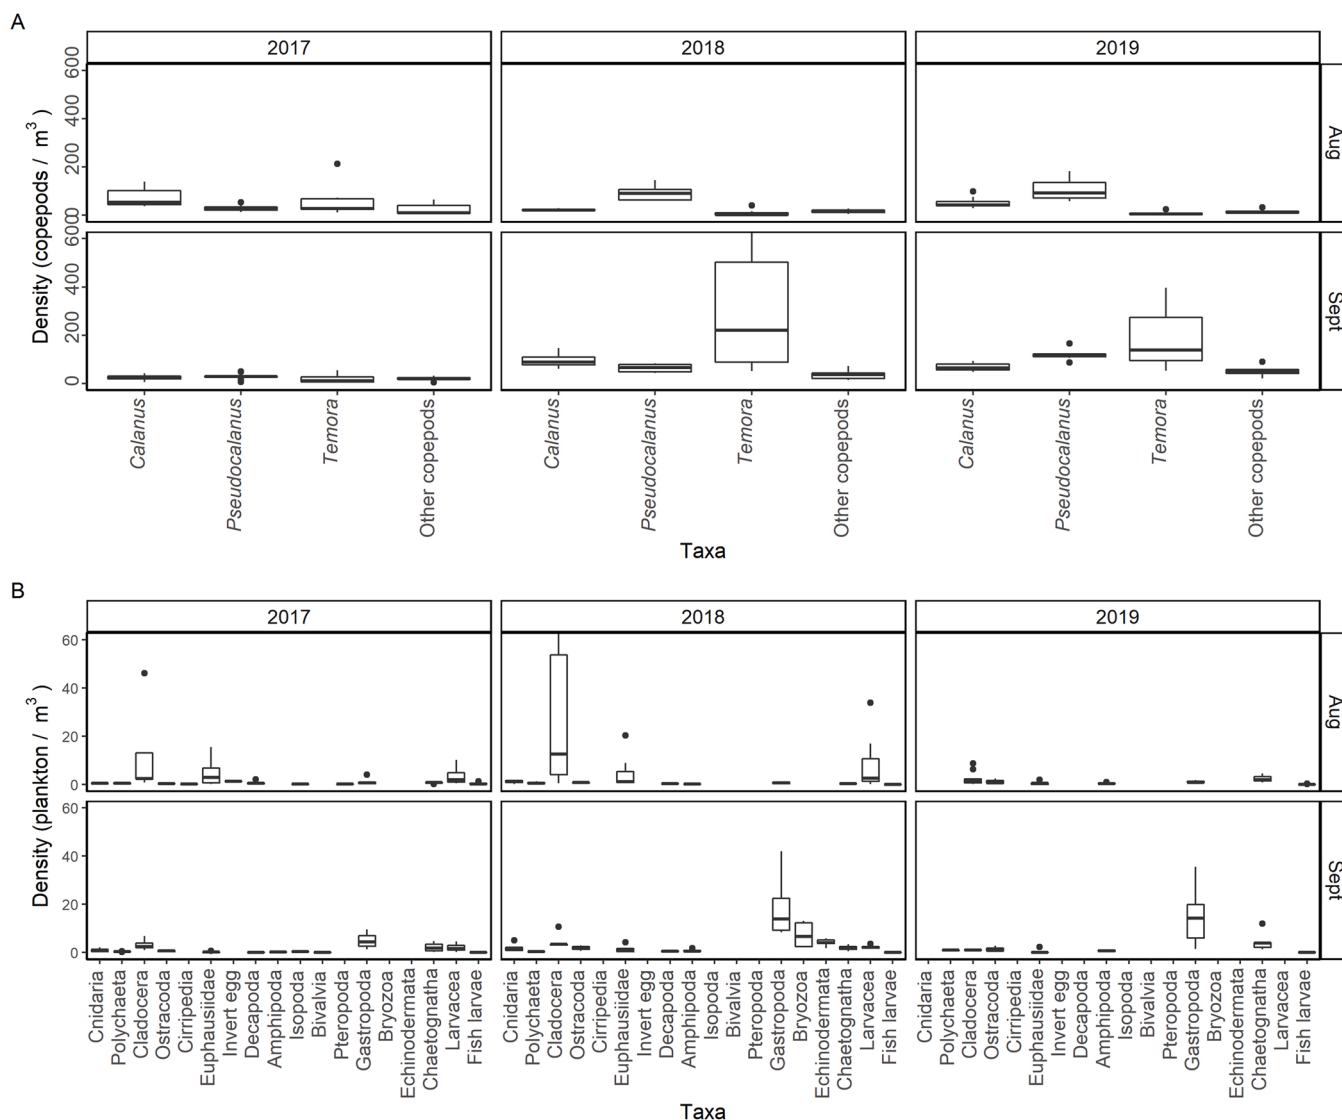 A
2017
2018
2019
Density (copepods / m3)
600
400
200
0
Aug
600
400
200
0
Sept
Calanus
Pseudocalanus
Temora
Other copepods
Calanus
Pseudocalanus
Temora
Other copepods
Calanus
Pseudocalanus
Temora
Other copepods
Taxa
B
2017
2018
2019
Density (plankton / m3)
60
40
20
0
Aug
60
40
20
0
Sept
Cnidaria
Polychaeta
Cladocera
Ostracoda
Cirripedia
Euphausiidae
Invert egg
Decapoda
Amphipoda
Isopoda
Bivalvia
Pteropoda
Gastropoda
Bryozoa
Echinodermata
Chaetognatha
Larvacea
Fish larvae
Cnidaria
Polychaeta
Cladocera
Ostracoda
Cirripedia
Euphausiidae
Invert egg
Decapoda
Amphipoda
Isopoda
Bivalvia
Pteropoda
Gastropoda
Bryozoa
Echinodermata
Chaetognatha
Larvacea
Fish larvae
Cnidaria
Polychaeta
Cladocera
Ostracoda
Cirripedia
Euphausiidae
Invert egg
Decapoda
Amphipoda
Isopoda
Bivalvia
Pteropoda
Gastropoda
Bryozoa
Echinodermata
Chaetognatha
Larvacea
Fish larvae
Taxa